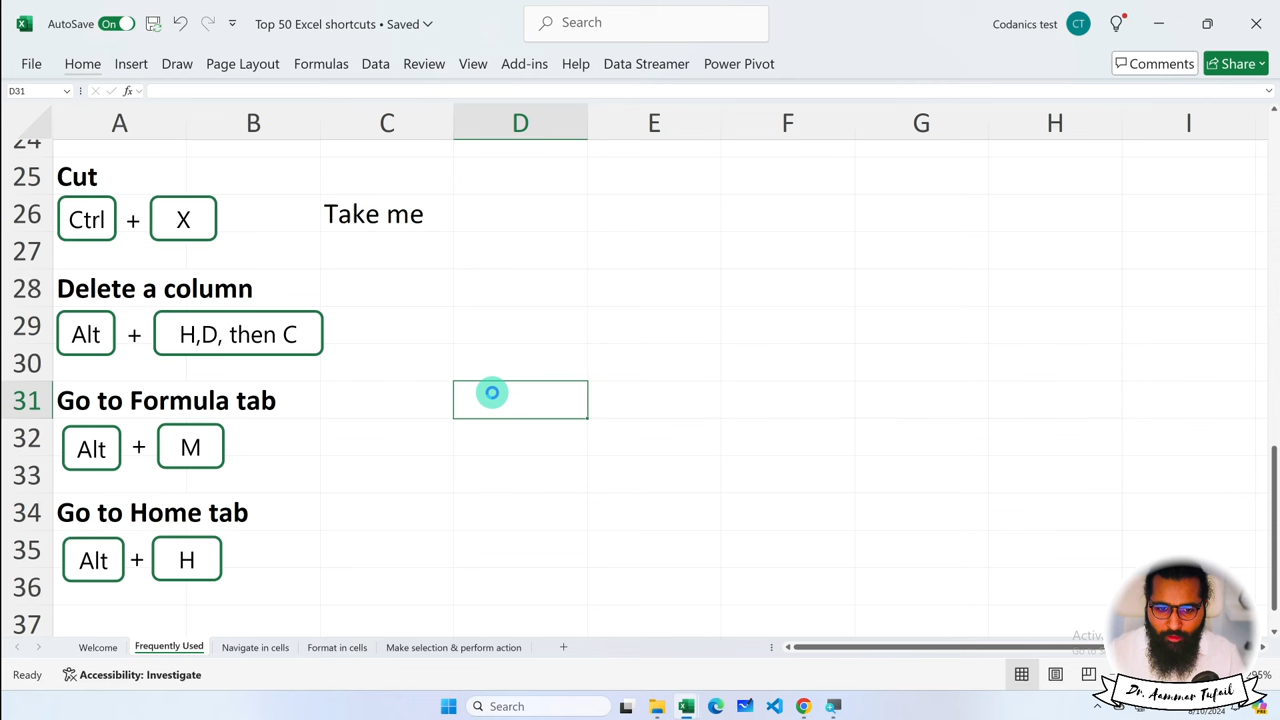 AutoSave On Top 50 Excel shortcuts • Saved Search Codanics test CT
File Home Insert Draw Page Layout Formulas Data Review View Add-ins Help Data Streamer Power Pivot Comments Share
D31 fx
A B C D E F G H I
24
25 Cut
26 Ctrl + X Take me
27
28 Delete a column
29 Alt + H,D, then C
30
31 Go to Formula tab
32 Alt + M
33
34 Go to Home tab
35 Alt + H
36
37
Welcome Frequently Used Navigate in cells Format in cells Make selection & perform action
Ready Accessibility: Investigate
Dr. Aammar Tufail
Search 8/10/2024